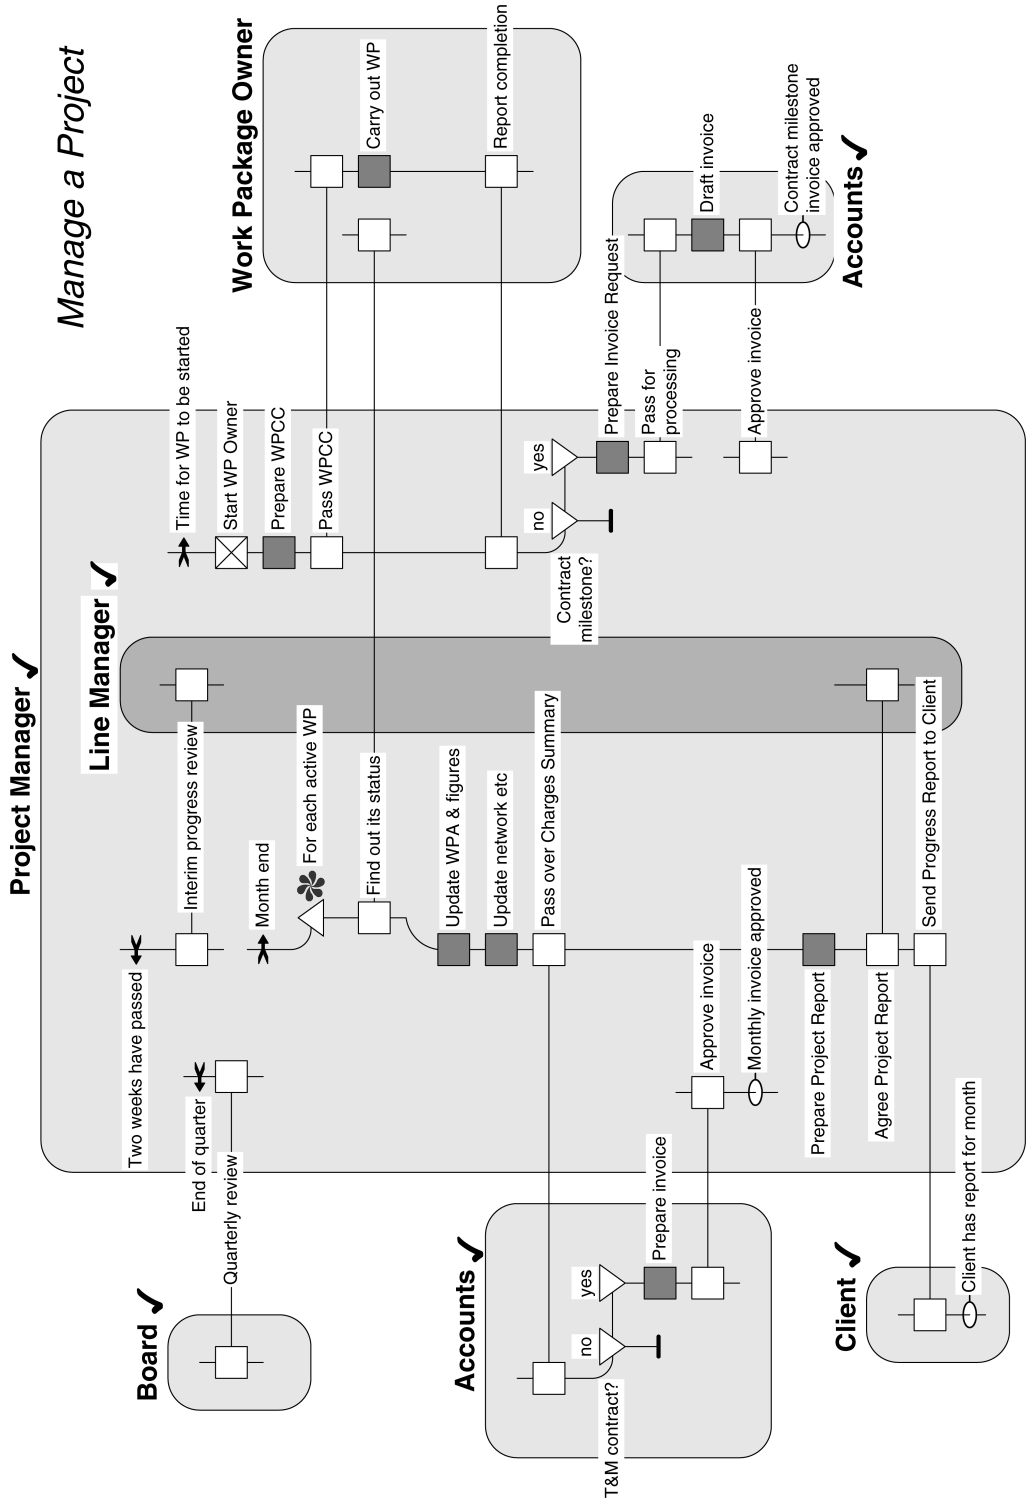 Manage a Project
Project Manager
Line Manager
Work Package Owner
Board
Accounts
Client
Accounts
Two weeks have passed
Interim progress review
End of quarter
Quarterly review
Month end
For each active WP
Find out its status
Update WPA & figures
Update network etc
Pass over Charges Summary
T&M contract?
no
yes
Prepare invoice
Approve invoice
Monthly invoice approved
Prepare Project Report
Agree Project Report
Send Progress Report to Client
Client has report for month
Time for WP to be started
Start WP Owner
Prepare WPCC
Pass WPCC
Carry out WP
Report completion
Contract
milestone?
no
yes
Prepare Invoice Request
Pass for
processing
Draft invoice
Approve invoice
Contract milestone
invoice approved